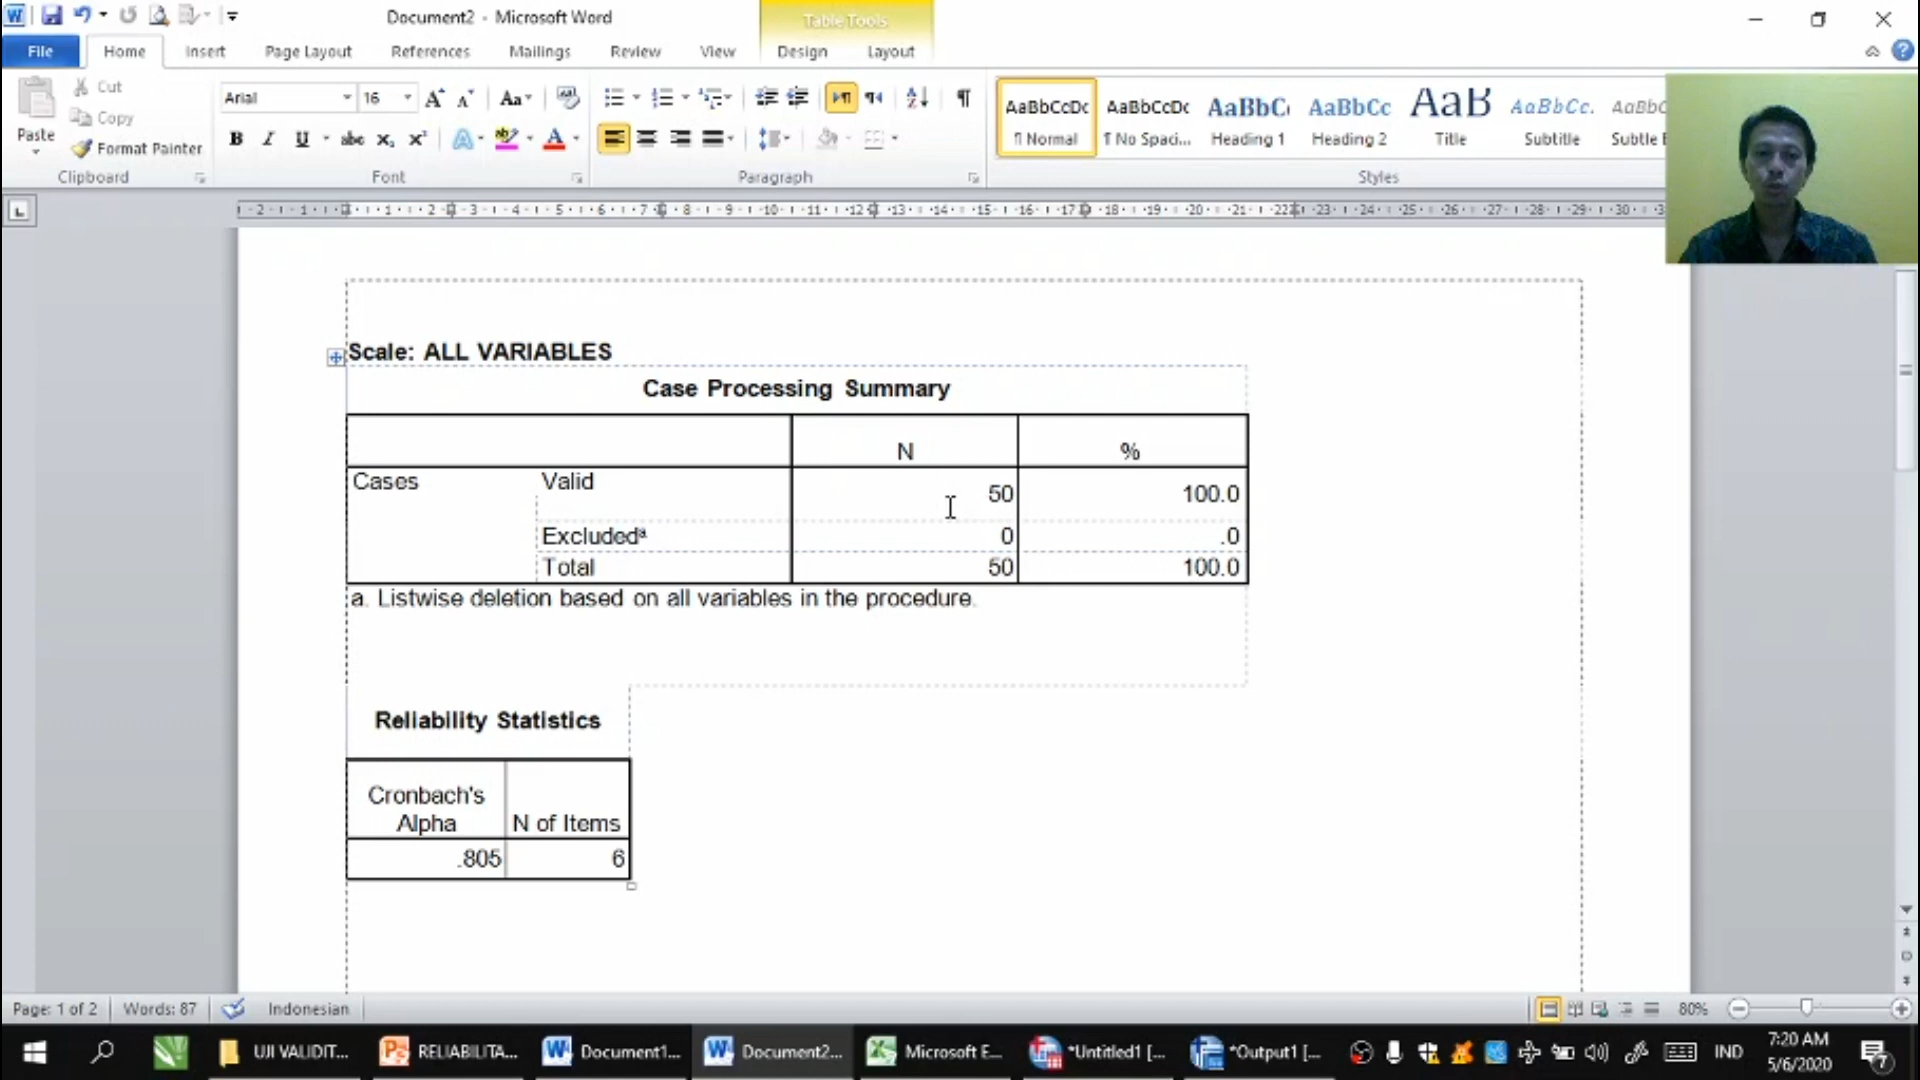 Document2 - Microsoft Word
Table Tools
File Home Insert Page Layout References Mailings Review View Design Layout
Paste
Cut
Copy
Format Painter
Clipboard
Arial 16
Font
Paragraph
AaBbCcDc AaBbCcDc AaBbC AaBbCc AaB AaBbCc. AaBbC
¶ Normal ¶ No Spaci... Heading 1 Heading 2 Title Subtitle Subtle
Styles
Scale: ALL VARIABLES
Case Processing Summary
N %
Cases Valid 50 100.0
Excludedᵃ 0 .0
Total 50 100.0
a. Listwise deletion based on all variables in the procedure.
Reliability Statistics
Cronbach's
Alpha N of Items
.805 6
Page: 1 of 2 Words: 87 Indonesian 80%
UJI VALIDIT... RELIABILITA... Document1... Document2... Microsoft E... *Untitled1 [... *Output1 [... IND
7:20 AM
5/6/2020